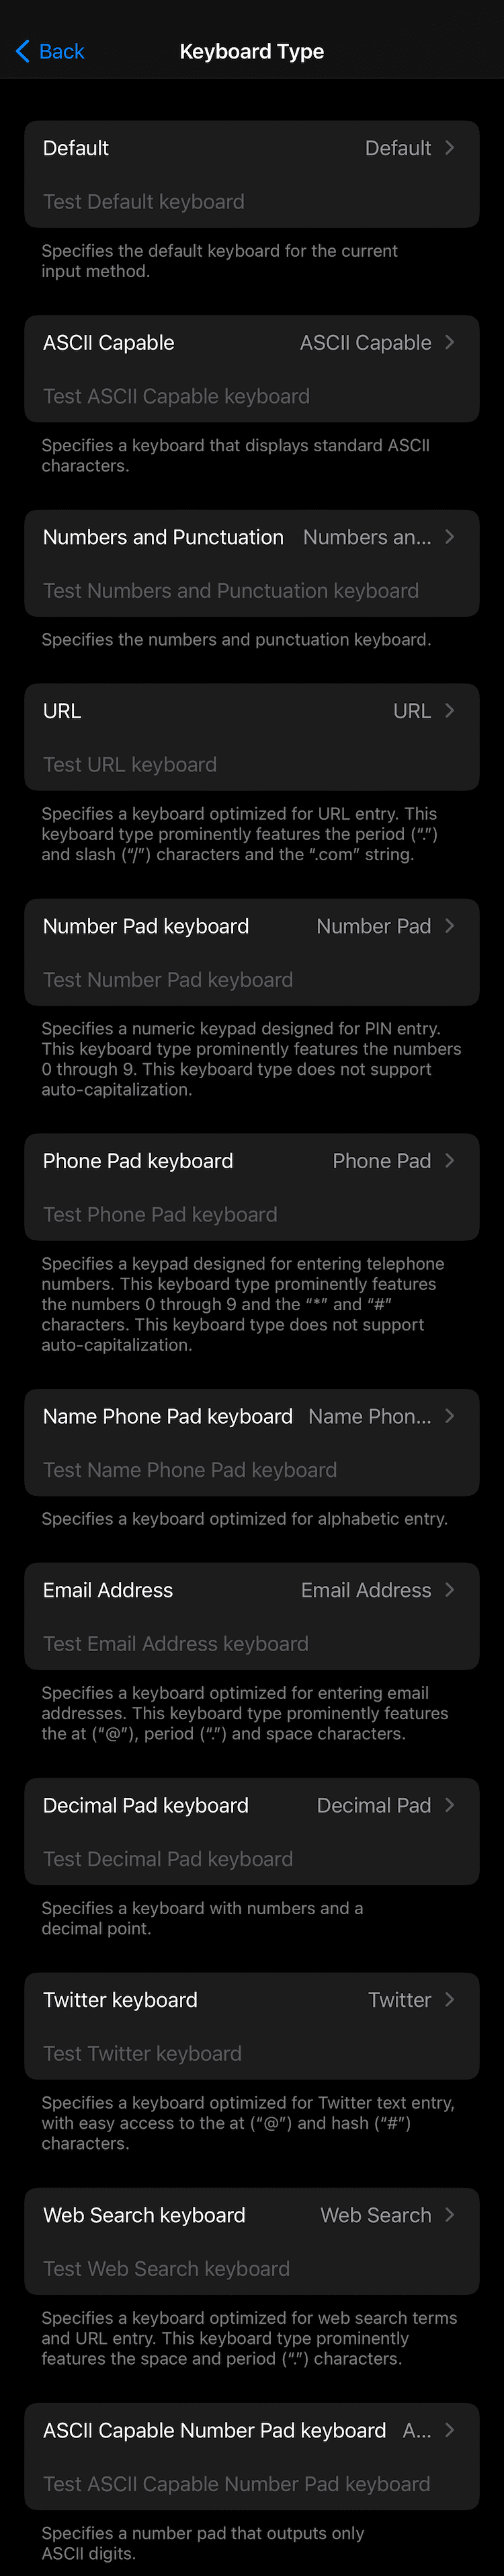 Back
Keyboard Type
Default Default
Test Default keyboard
Specifies the default keyboard for the current
input method.
ASCII Capable ASCII Capable
Test ASCII Capable keyboard
Specifies a keyboard that displays standard ASCII
characters.
Numbers and Punctuation Numbers an...
Test Numbers and Punctuation keyboard
Specifies the numbers and punctuation keyboard.
URL URL
Test URL keyboard
Specifies a keyboard optimized for URL entry. This
keyboard type prominently features the period (“.”)
and slash (“/”) characters and the “.com” string.
Number Pad keyboard Number Pad
Test Number Pad keyboard
Specifies a numeric keypad designed for PIN entry.
This keyboard type prominently features the numbers
0 through 9. This keyboard type does not support
auto-capitalization.
Phone Pad keyboard Phone Pad
Test Phone Pad keyboard
Specifies a keypad designed for entering telephone
numbers. This keyboard type prominently features
the numbers 0 through 9 and the “*” and “#”
characters. This keyboard type does not support
auto-capitalization.
Name Phone Pad keyboard Name Phon...
Test Name Phone Pad keyboard
Specifies a keyboard optimized for alphabetic entry.
Email Address Email Address
Test Email Address keyboard
Specifies a keyboard optimized for entering email
addresses. This keyboard type prominently features
the at (“@”), period (“.”) and space characters.
Decimal Pad keyboard Decimal Pad
Test Decimal Pad keyboard
Specifies a keyboard with numbers and a
decimal point.
Twitter keyboard Twitter
Test Twitter keyboard
Specifies a keyboard optimized for Twitter text entry,
with easy access to the at (“@”) and hash (“#”)
characters.
Web Search keyboard Web Search
Test Web Search keyboard
Specifies a keyboard optimized for web search terms
and URL entry. This keyboard type prominently
features the space and period (“.”) characters.
ASCII Capable Number Pad keyboard A...
Test ASCII Capable Number Pad keyboard
Specifies a number pad that outputs only
ASCII digits.